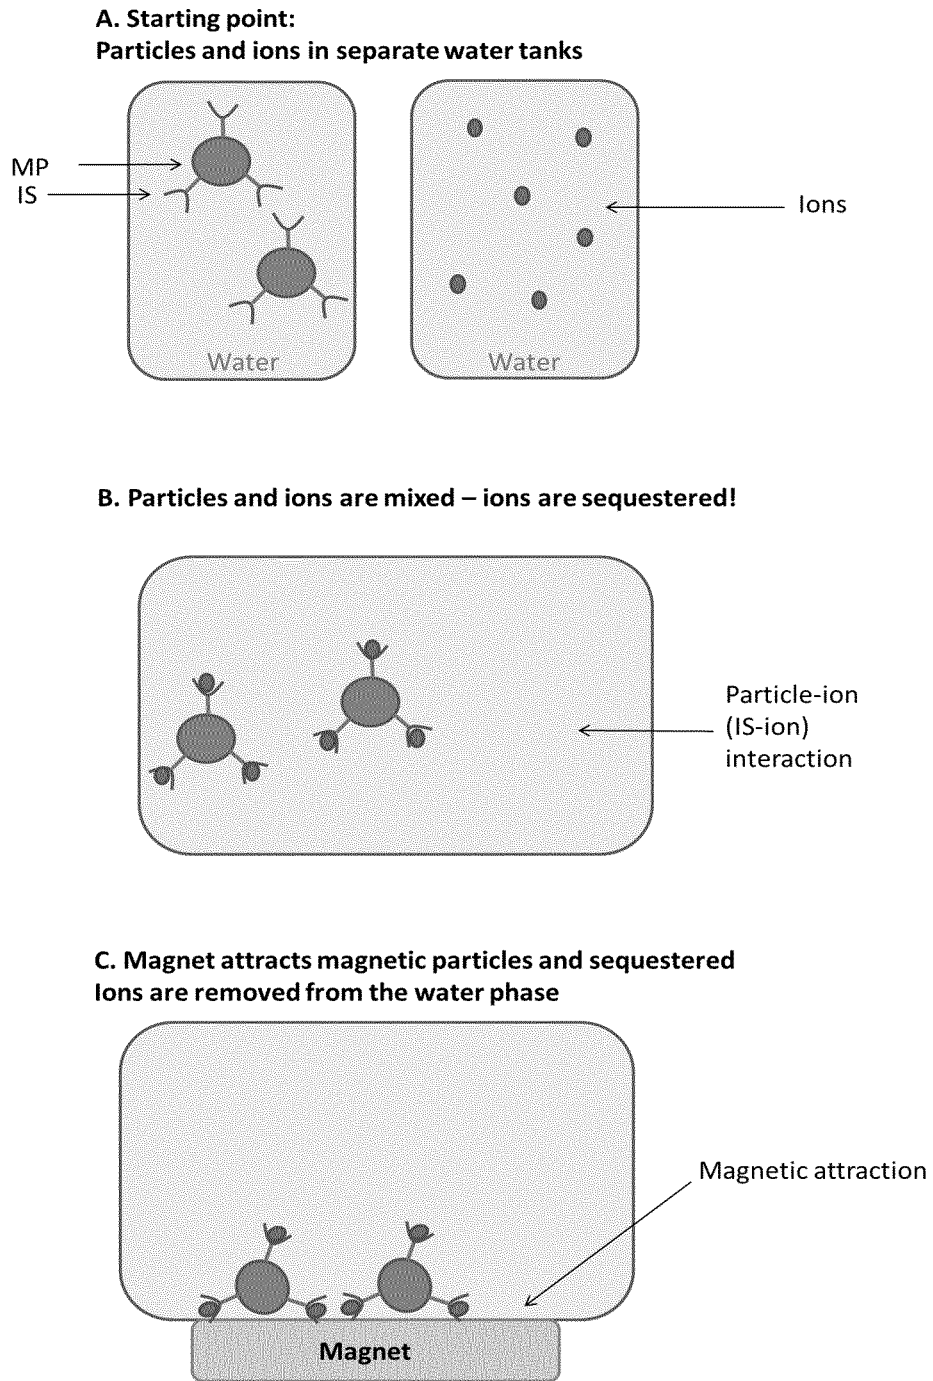 A. Starting point:
Particles and ions in separate water tanks
MP
IS
Ions
Water
Water
B. Particles and ions are mixed – ions are sequestered!
Particle-ion
(IS-ion)
interaction
C. Magnet attracts magnetic particles and sequestered
Ions are removed from the water phase
Magnetic attraction
Magnet